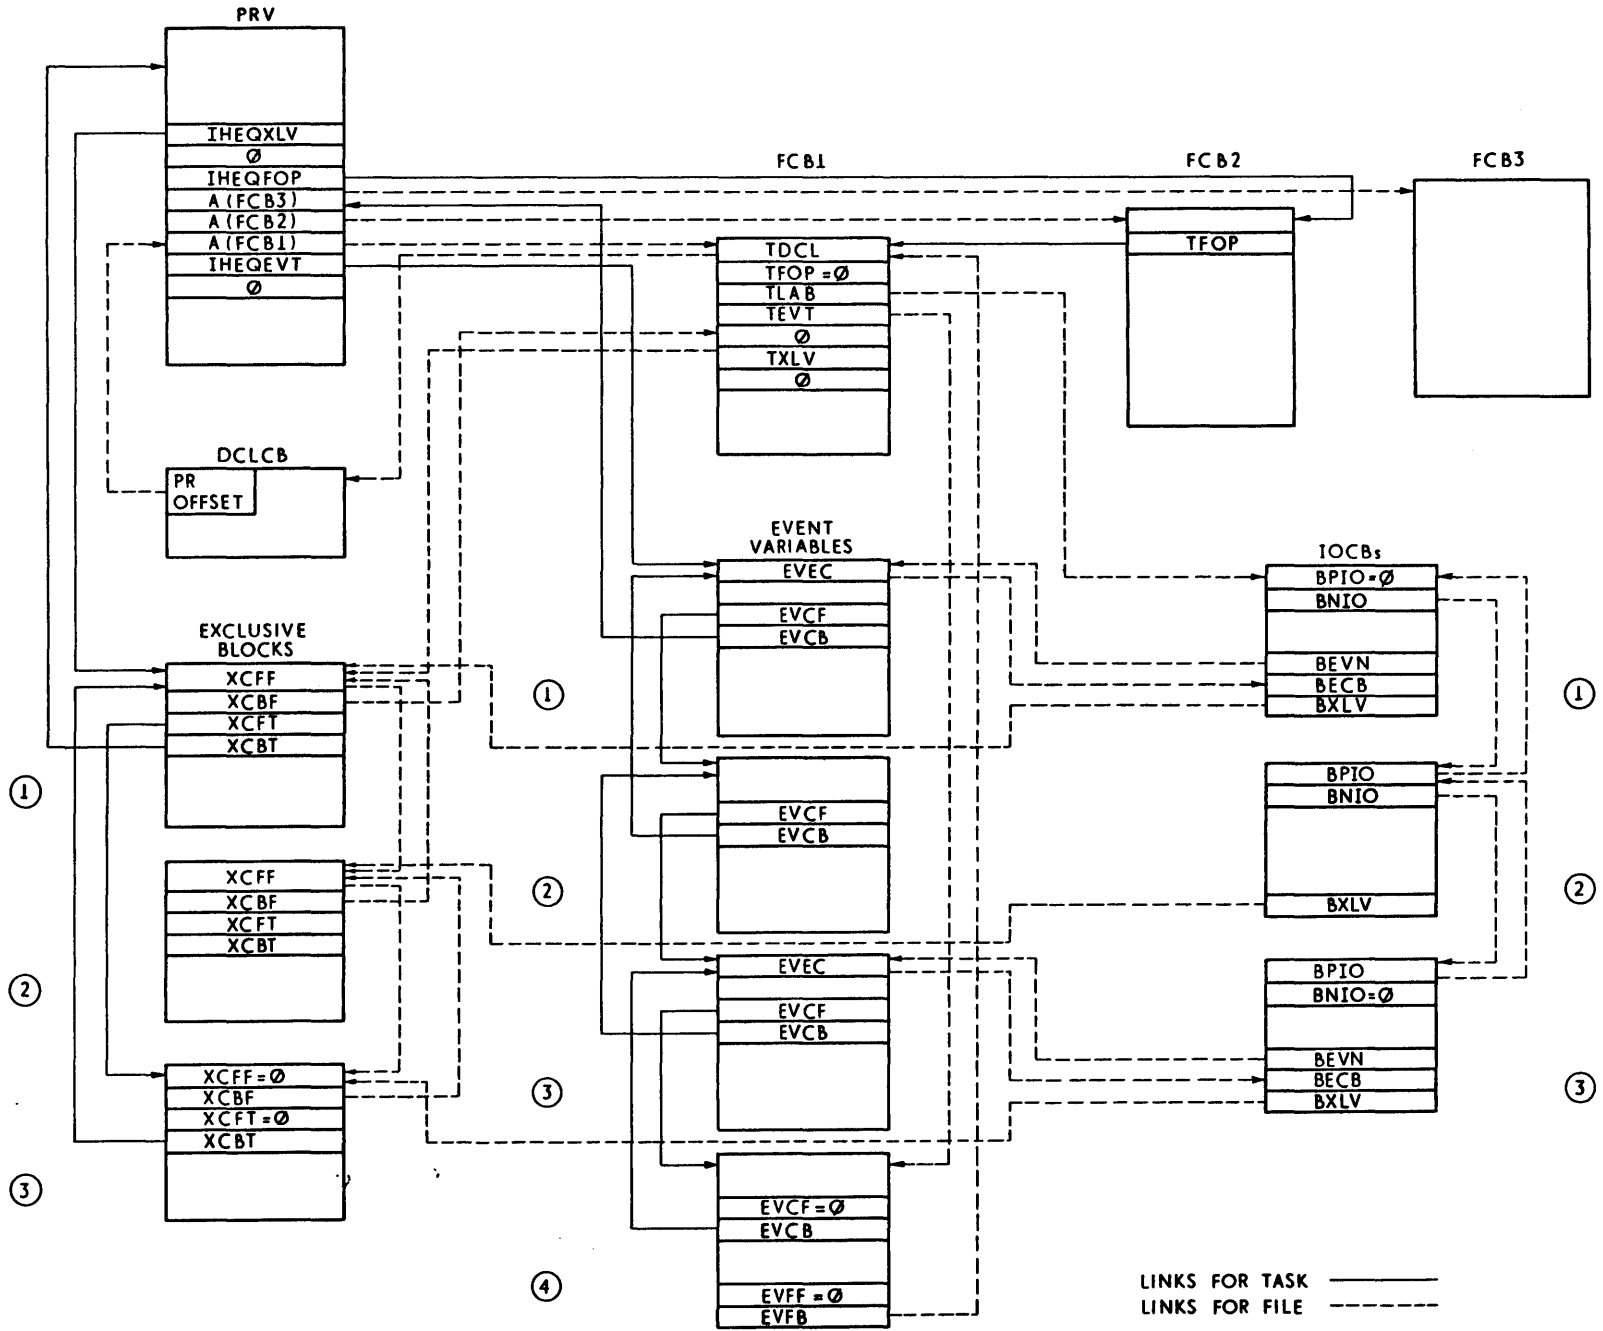 PRV
IHEQXLV
Ø
IHEQFOP
A(FCB3)
A(FCB2)
A(FCB1)
IHEQEVT
Ø
FCB1
FCB2
FCB3
TDCL
TFOP=Ø
TLAB
TEVT
Ø
TXLV
Ø
TFOP
DCLCB
PR
OFFSET
EXCLUSIVE
BLOCKS
XCFF
XCBF
XCFT
XCBT
1
XCFF
XCBF
XCFT
XCBT
2
XCFF=Ø
XCBF
XCFT=Ø
XCBT
3
EVENT
VARIABLES
EVEC
EVCF
EVCB
1
EVCF
EVCB
2
EVEC
EVCF
EVCB
3
EVCF=Ø
EVCB
EVFF=Ø
EVFB
4
IOCBs
BPIO=Ø
BNIO
BEVN
BECB
BXLV
1
BPIO
BNIO
BXLV
2
BPIO
BNIO=Ø
BEVN
BECB
BXLV
3
LINKS FOR TASK
LINKS FOR FILE